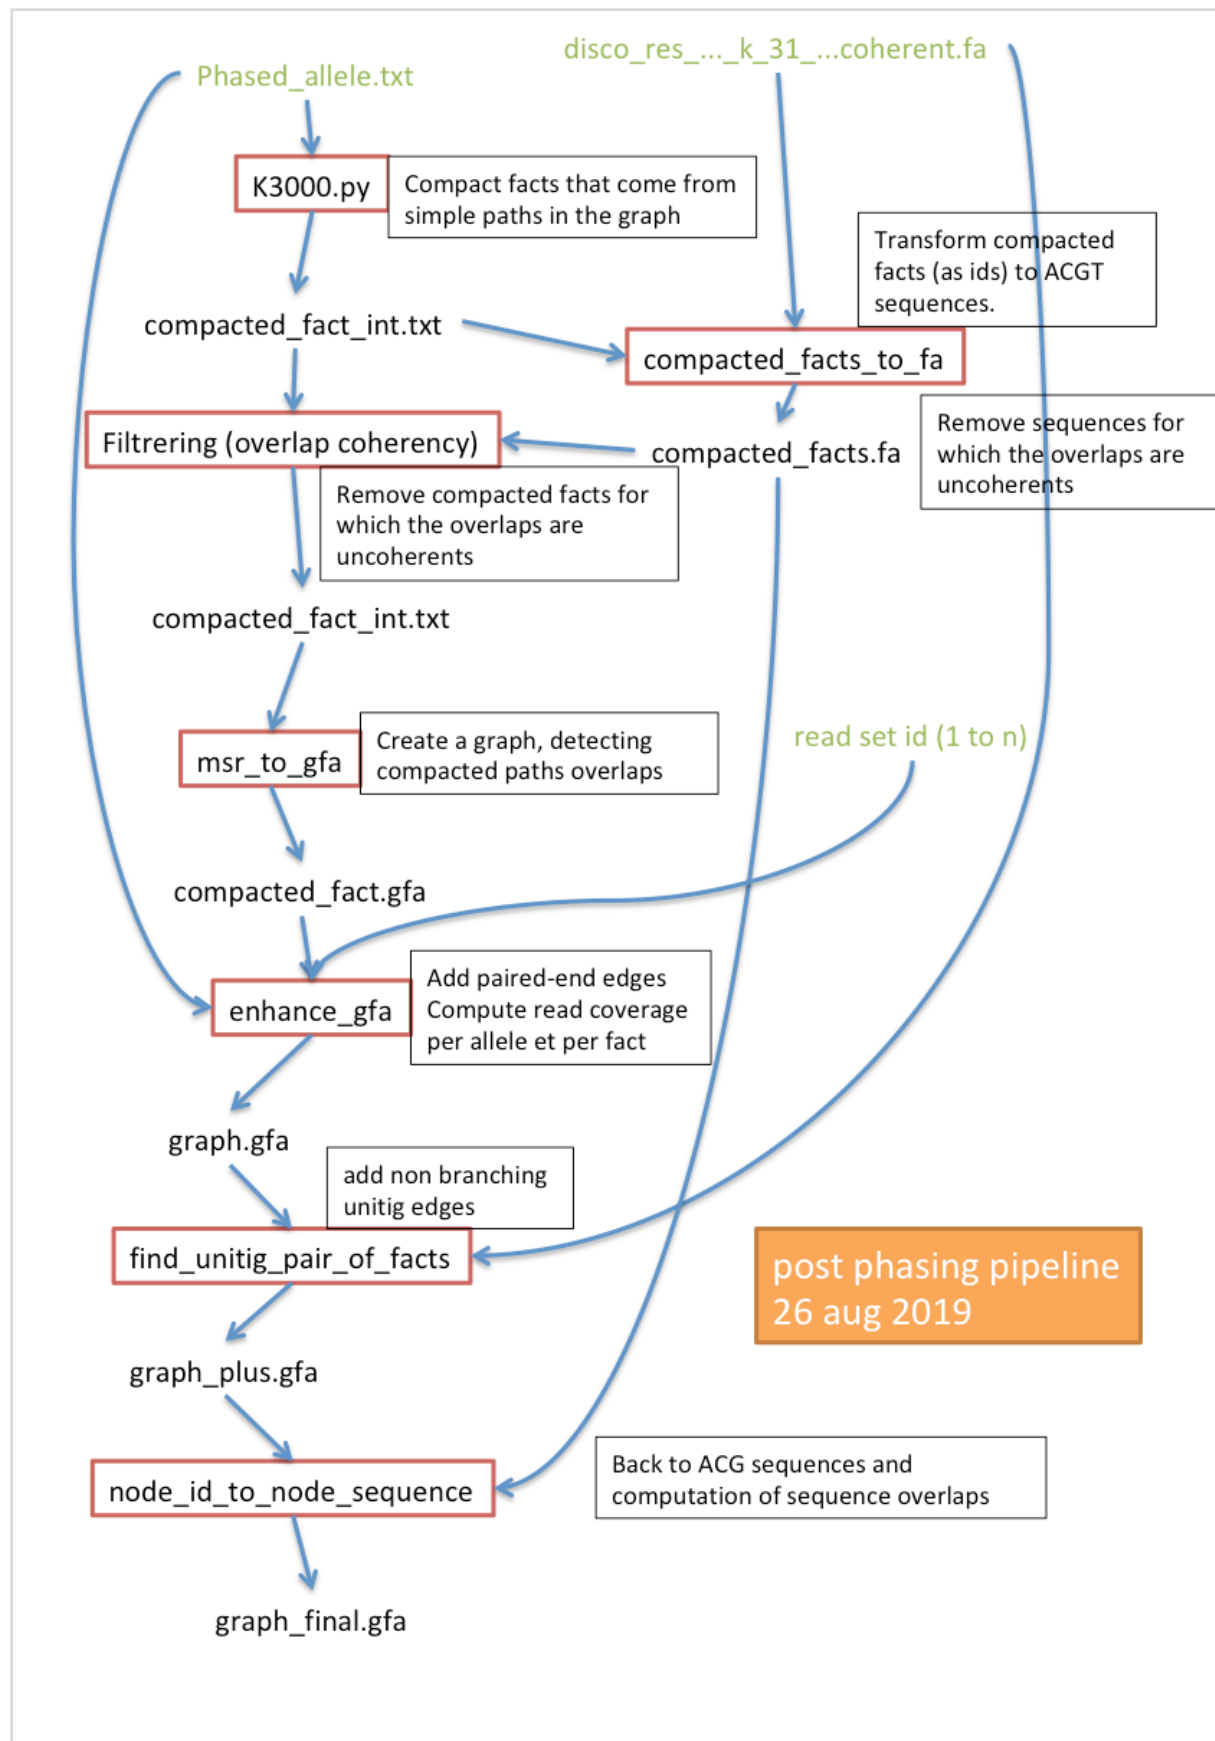 disco_res_..._k_31_...coherent.fa
Phased_allele.txt
K3000.py
Compact facts that come from
simple paths in the graph
Transform compacted
facts (as ids) to ACGT
sequences.
compacted_fact_int.txt
compacted_facts_to_fa
Filtrering (overlap coherency)
compacted_facts.fa
Remove sequences for
which the overlaps are
uncoherents
Remove compacted facts for
which the overlaps are
uncoherents
compacted_fact_int.txt
msr_to_gfa
Create a graph, detecting
compacted paths overlaps
read set id (1 to n)
compacted_fact.gfa
enhance_gfa
Add paired-end edges
Compute read coverage
per allele et per fact
graph.gfa
add non branching
unitig edges
find_unitig_pair_of_facts
post phasing pipeline
26 aug 2019
graph_plus.gfa
node_id_to_node_sequence
Back to ACG sequences and
computation of sequence overlaps
graph_final.gfa